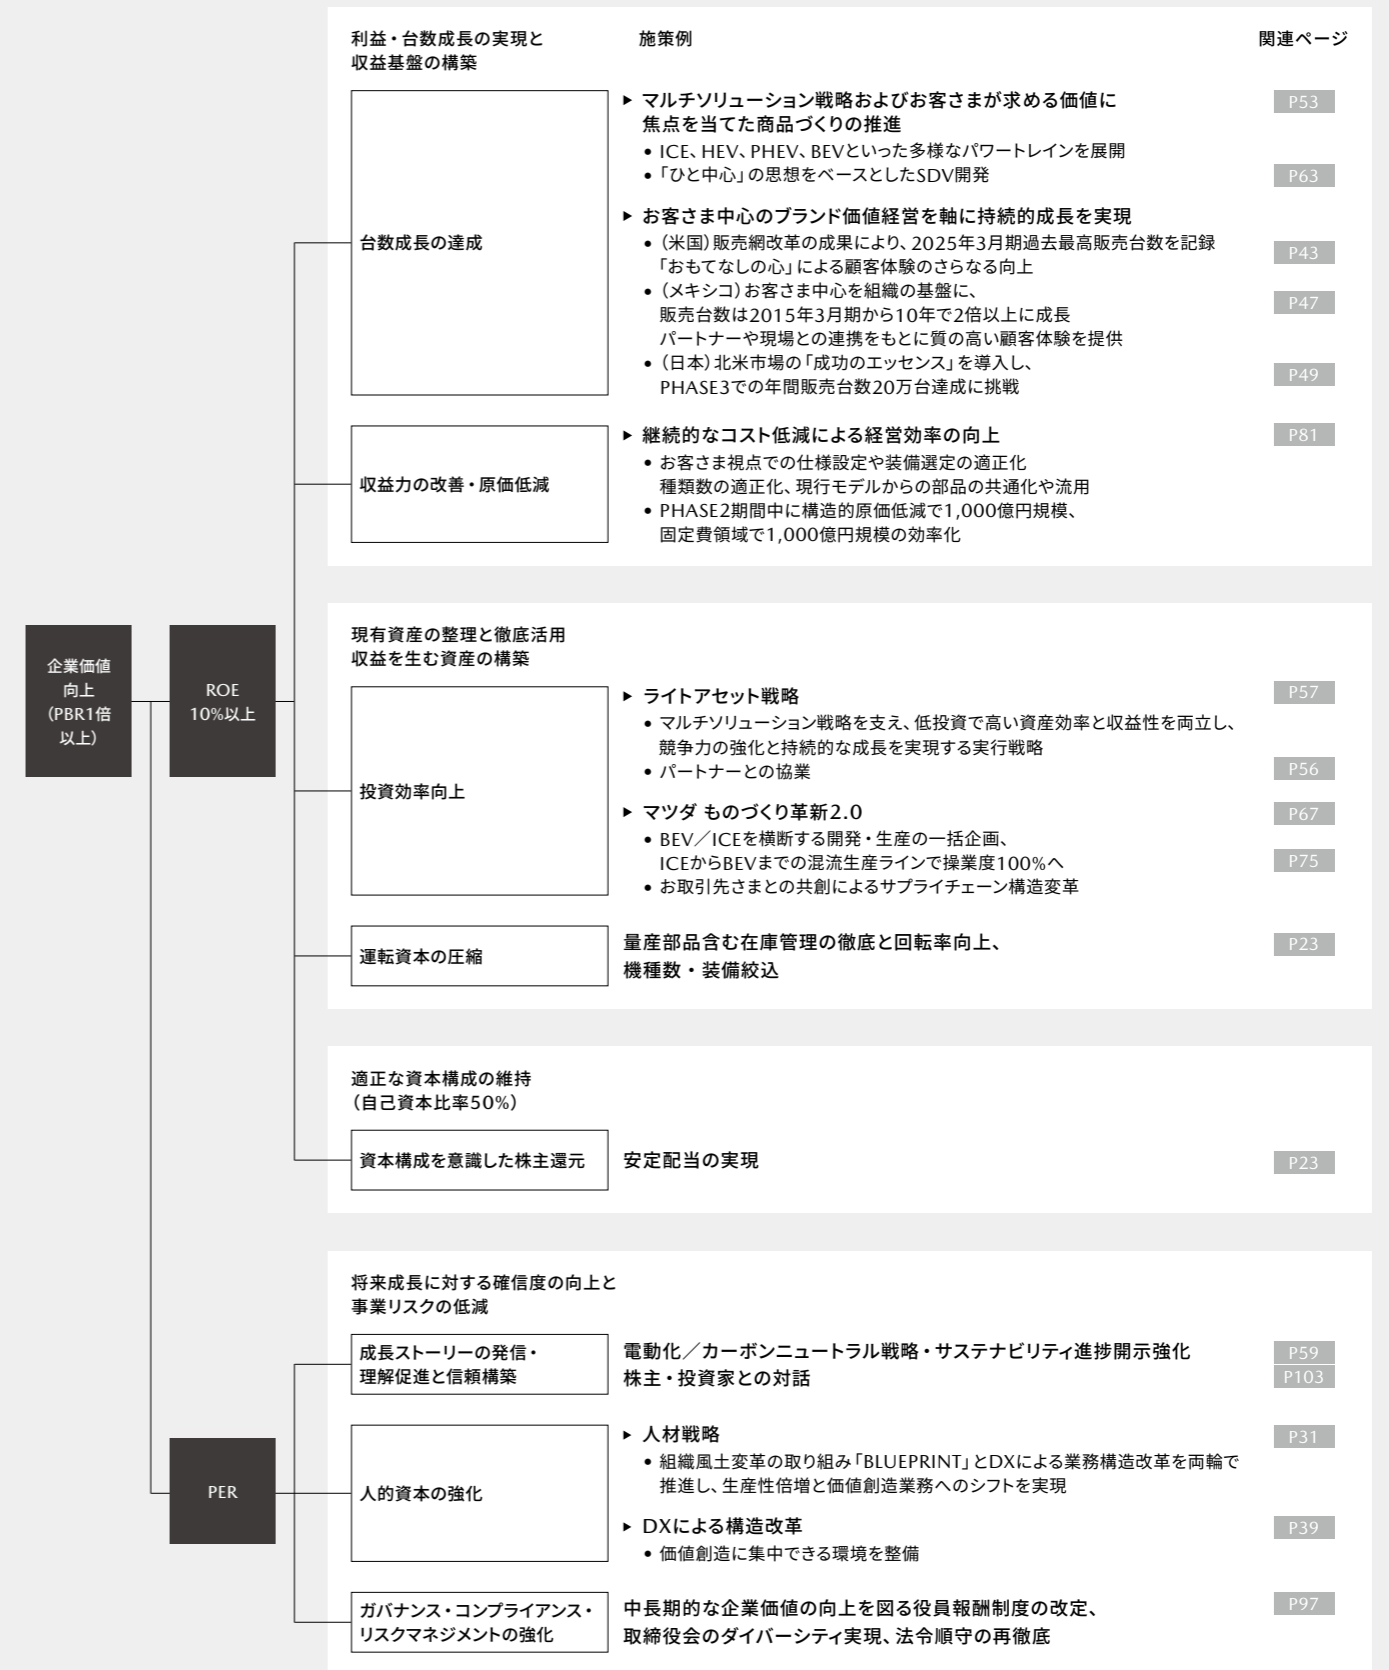 利益・台数成長の実現と
収益基盤の構築
施策例
関連ページ
台数成長の達成
▶ マルチソリューション戦略およびお客さまが求める価値に
焦点を当てた商品づくりの推進
P53
• ICE、HEV、PHEV、BEVといった多様なパワートレインを展開
• 「ひと中心」の思想をベースとしたSDV開発
P63
▶ お客さま中心のブランド価値経営を軸に持続的成長を実現
• （米国）販売網改革の成果により、2025年3月期過去最高販売台数を記録
「おもてなしの心」による顧客体験のさらなる向上
P43
• （メキシコ）お客さま中心を組織の基盤に、
販売台数は2015年3月期から10年で2倍以上に成長
パートナーや現場との連携をもとに質の高い顧客体験を提供
P47
• （日本）北米市場の「成功のエッセンス」を導入し、
PHASE3での年間販売台数20万台達成に挑戦
P49
収益力の改善・原価低減
▶ 継続的なコスト低減による経営効率の向上
P81
• お客さま視点での仕様設定や装備選定の適正化
種類数の適正化、現行モデルからの部品の共通化や流用
• PHASE2期間中に構造的原価低減で1,000億円規模、
固定費領域で1,000億円規模の効率化
企業価値
向上
（PBR1倍
以上）
ROE
10%以上
現有資産の整理と徹底活用
収益を生む資産の構築
投資効率向上
▶ ライトアセット戦略
P57
• マルチソリューション戦略を支え、低投資で高い資産効率と収益性を両立し、
競争力の強化と持続的な成長を実現する実行戦略
• パートナーとの協業
P56
▶ マツダ ものづくり革新2.0
P67
• BEV／ICEを横断する開発・生産の一括企画、
ICEからBEVまでの混流生産ラインで操業度100%へ
P75
• お取引先さまとの共創によるサプライチェーン構造変革
運転資本の圧縮
量産部品含む在庫管理の徹底と回転率向上、
機種数・装備絞込
P23
適正な資本構成の維持
（自己資本比率50%）
資本構成を意識した株主還元
安定配当の実現
P23
将来成長に対する確信度の向上と
事業リスクの低減
成長ストーリーの発信・
理解促進と信頼構築
電動化／カーボンニュートラル戦略・サステナビリティ進捗開示強化
株主・投資家との対話
P59
P103
PER
人的資本の強化
▶ 人材戦略
P31
• 組織風土変革の取り組み「BLUEPRINT」とDXによる業務構造改革を両輪で
推進し、生産性倍増と価値創造業務へのシフトを実現
▶ DXによる構造改革
P39
• 価値創造に集中できる環境を整備
ガバナンス・コンプライアンス・
リスクマネジメントの強化
中長期的な企業価値の向上を図る役員報酬制度の改定、
取締役会のダイバーシティ実現、法令順守の再徹底
P97